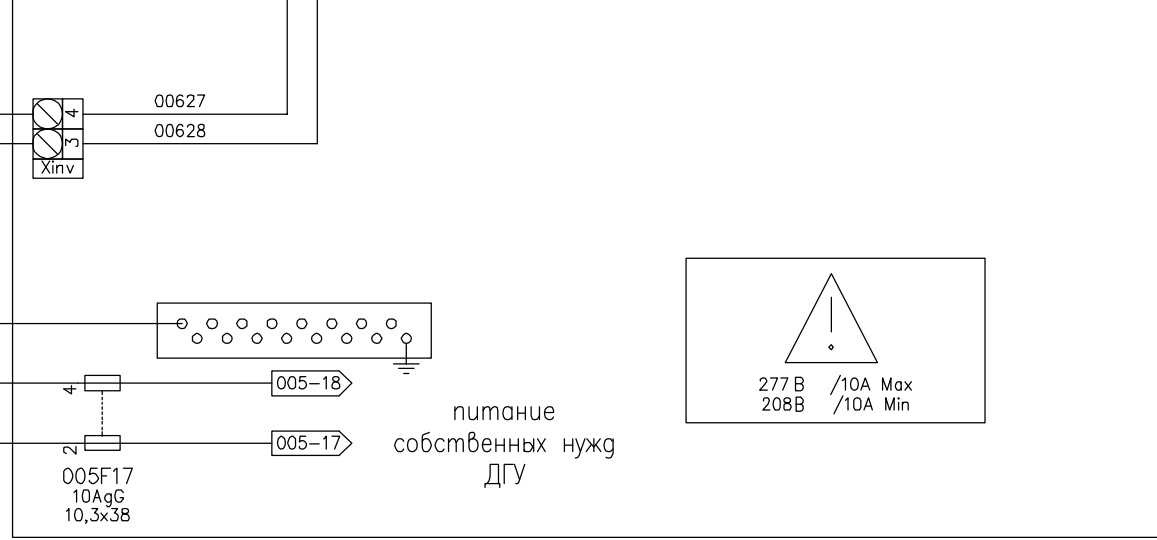 00627
4
00628
3
Xinv
277В /10A Max
208В /10A Min
4
005-18
2
005-17
питание
собственных нужд
ДГУ
005F17
10AgG
10,3x38